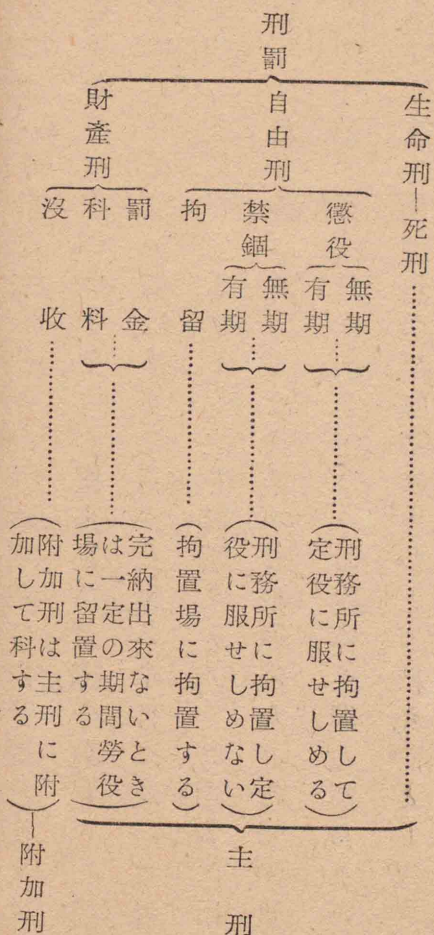 刑罰
生命刑―死刑
自由刑
懲役
無期
有期
(刑務所に拘置して
定役に服せしめる)
禁錮
無期
有期
(刑務所に拘置し定
役に服せしめない)
拘留
(拘置場に拘置する)
財產刑
罰金
科料
(完納出來ないとき
は一定の期間勞役
場に留置する)
沒收
(附加刑は主刑に附
加して科する)
主刑
―附加刑